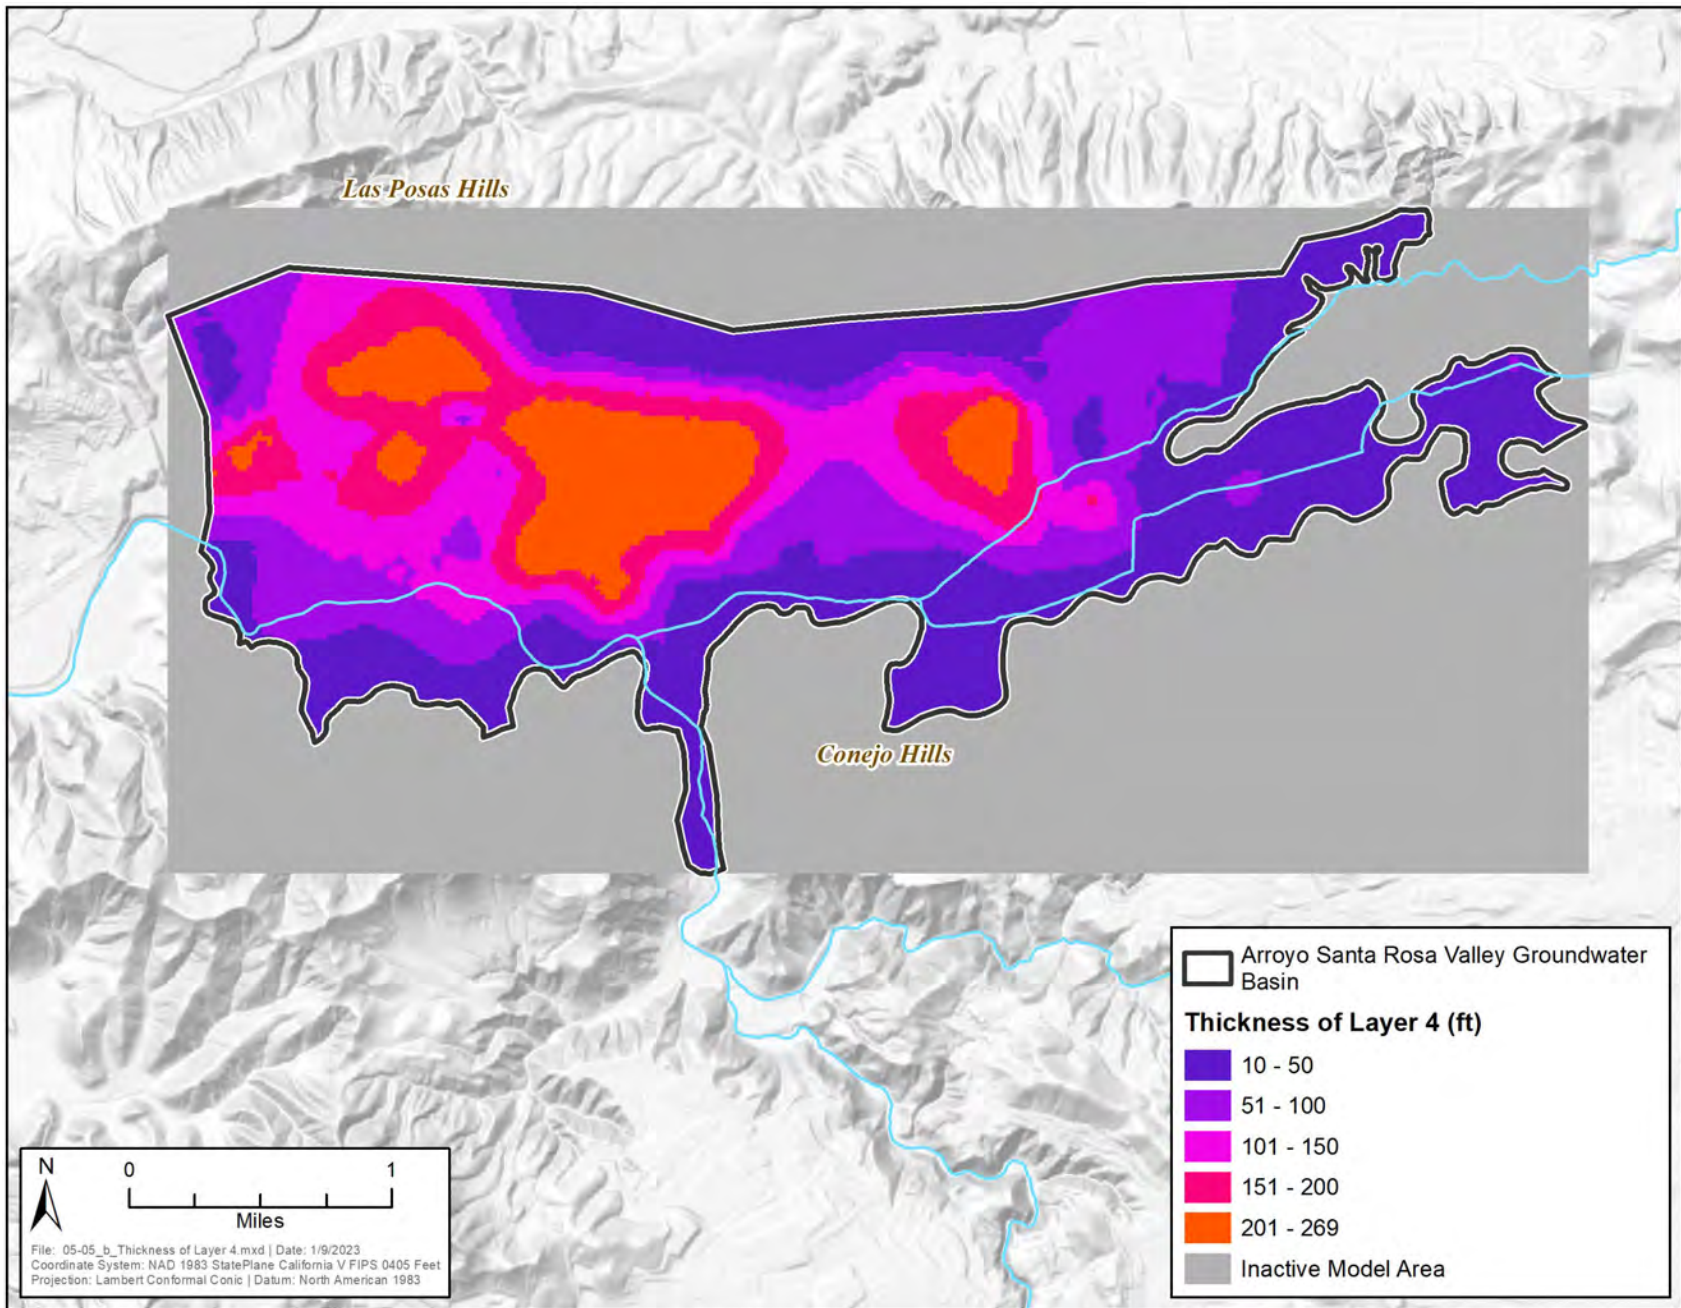 Las Posas Hills
Conejo Hills
Arroyo Santa Rosa Valley Groundwater
Basin
Thickness of Layer 4 (ft)
10 - 50
51 - 100
101 - 150
151 - 200
201 - 269
Inactive Model Area
N
0 1
Miles
File: 05-05_b_Thickness of Layer 4.mxd | Date: 1/9/2023
Coordinate System: NAD 1983 StatePlane California V FIPS 0405 Feet
Projection: Lambert Conformal Conic | Datum: North American 1983